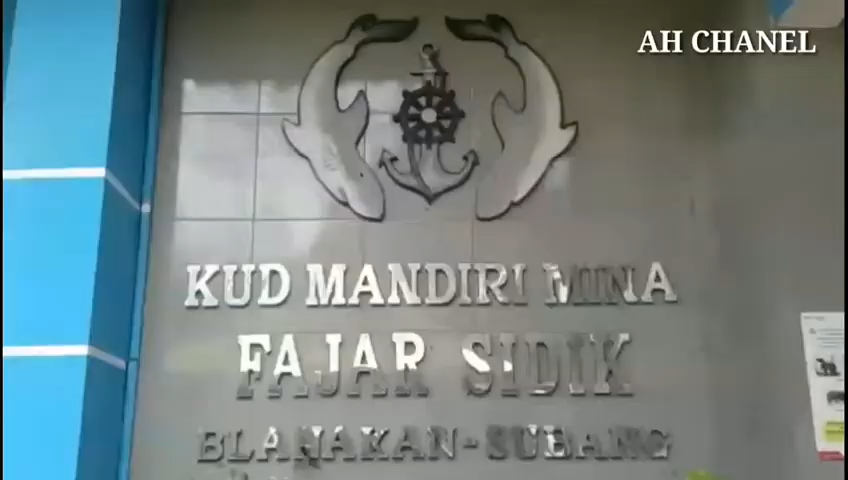 AH CHANEL
KUD MANDIRI MINA
FAJAR SIDIK
BLANAKAN-SUBANG